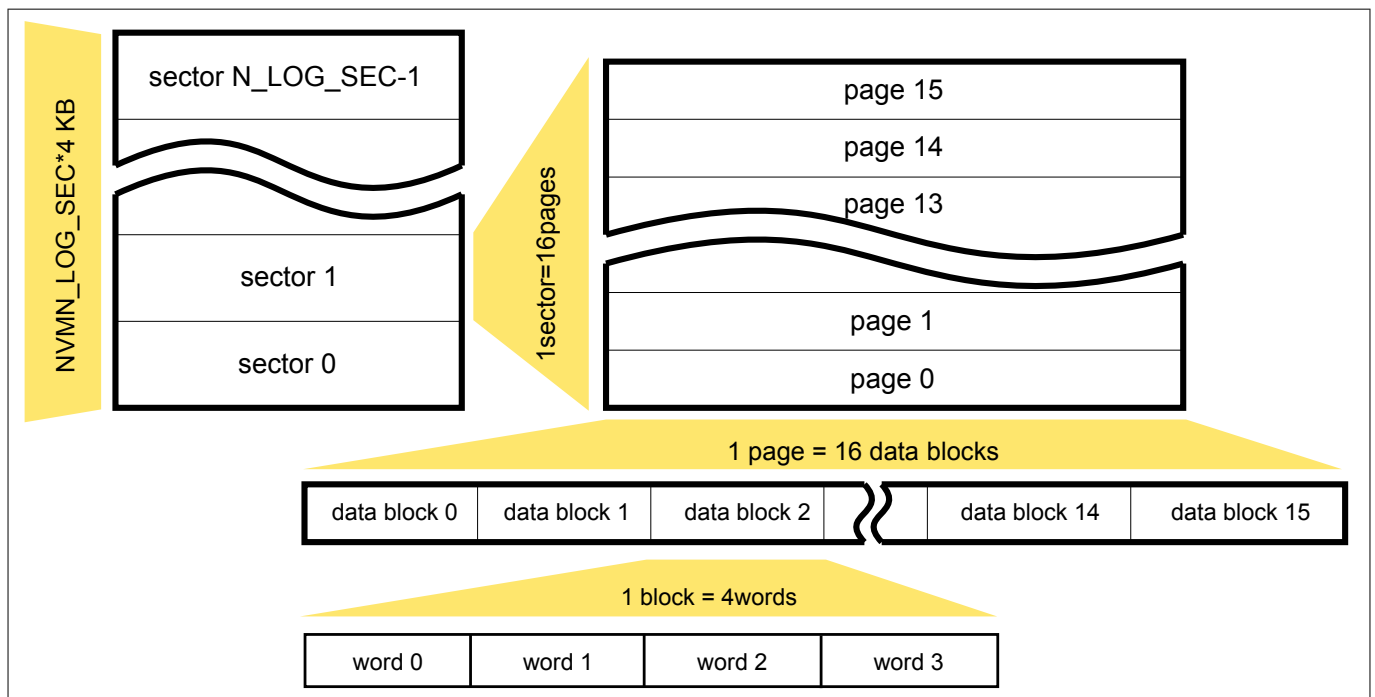 NVMN_LOG_SEC*4 KB
sector N_LOG_SEC-1
sector 1
sector 0
1sector=16pages
page 15
page 14
page 13
page 1
page 0
1 page = 16 data blocks
data block 0
data block 1
data block 2
data block 14
data block 15
1 block = 4words
word 0
word 1
word 2
word 3